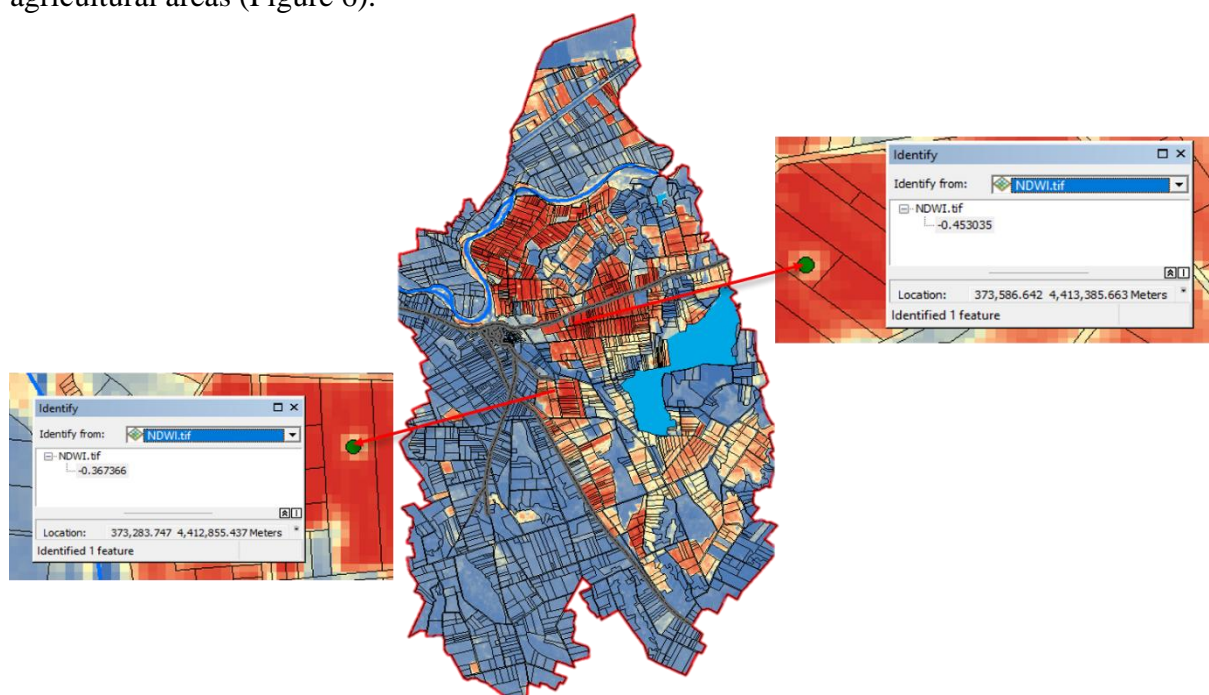 agricultural areas (Figure 6).
Identify
Identify from: NDWI.tif
NDWI.tif
-0.453035
Location: 373,586.642 4,413,385.663 Meters
Identified 1 feature
Identify
Identify from: NDWI.tif
NDWI.tif
-0.367366
Location: 373,283.747 4,412,855.437 Meters
Identified 1 feature